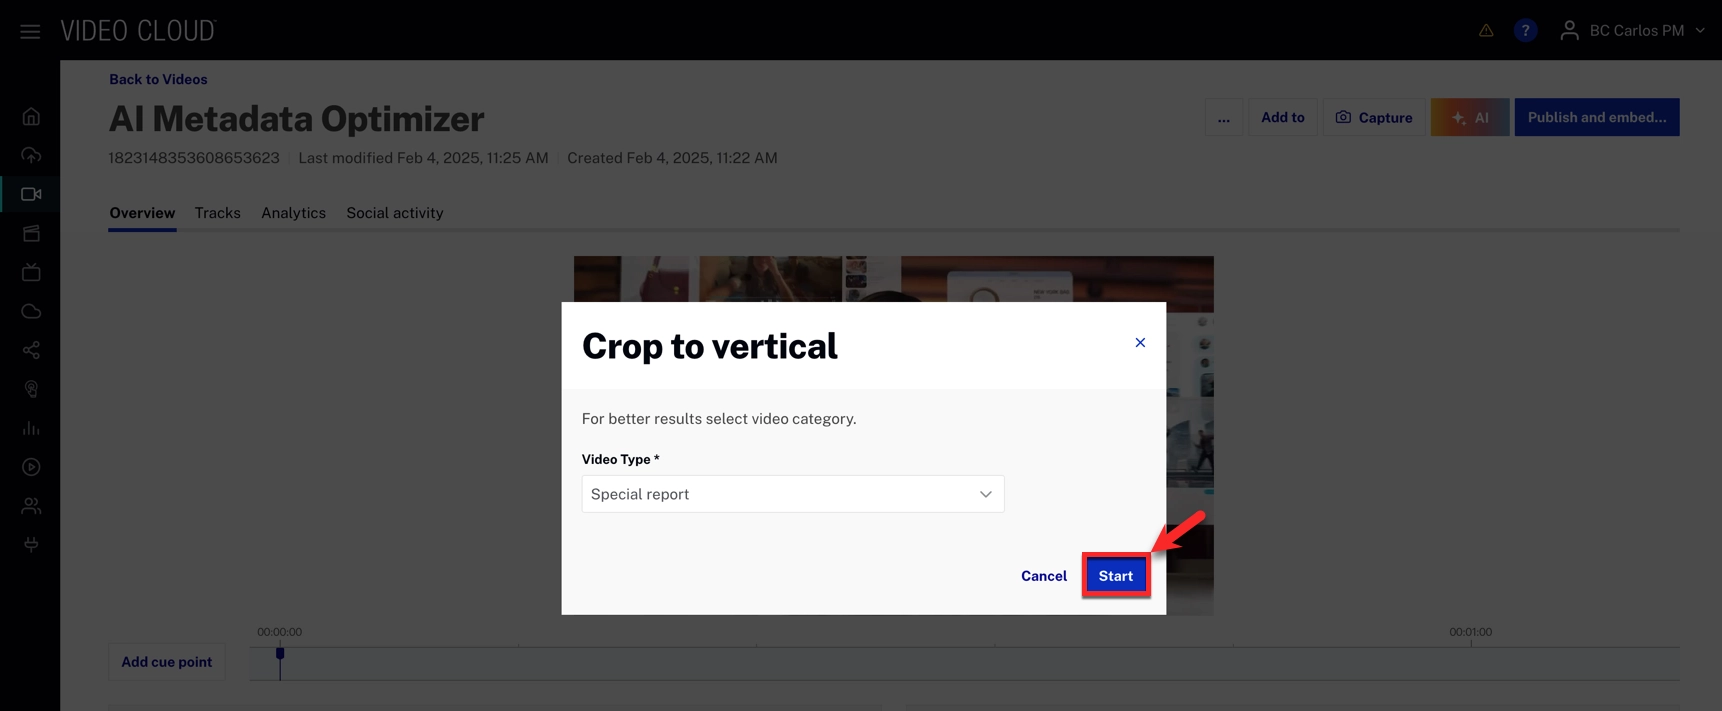 VIDEO CLOUD
?
BC Carlos PM
Back to Videos
AI Metadata Optimizer
...
Add to
Capture
AI
Publish and embed...
1823148353608653623
Last modified Feb 4, 2025, 11:25 AM
Created Feb 4, 2025, 11:22 AM
Overview
Tracks
Analytics
Social activity
Crop to vertical
For better results select video category.
Video Type *
Special report
Cancel
Start
00:00:00
00:01:00
Add cue point